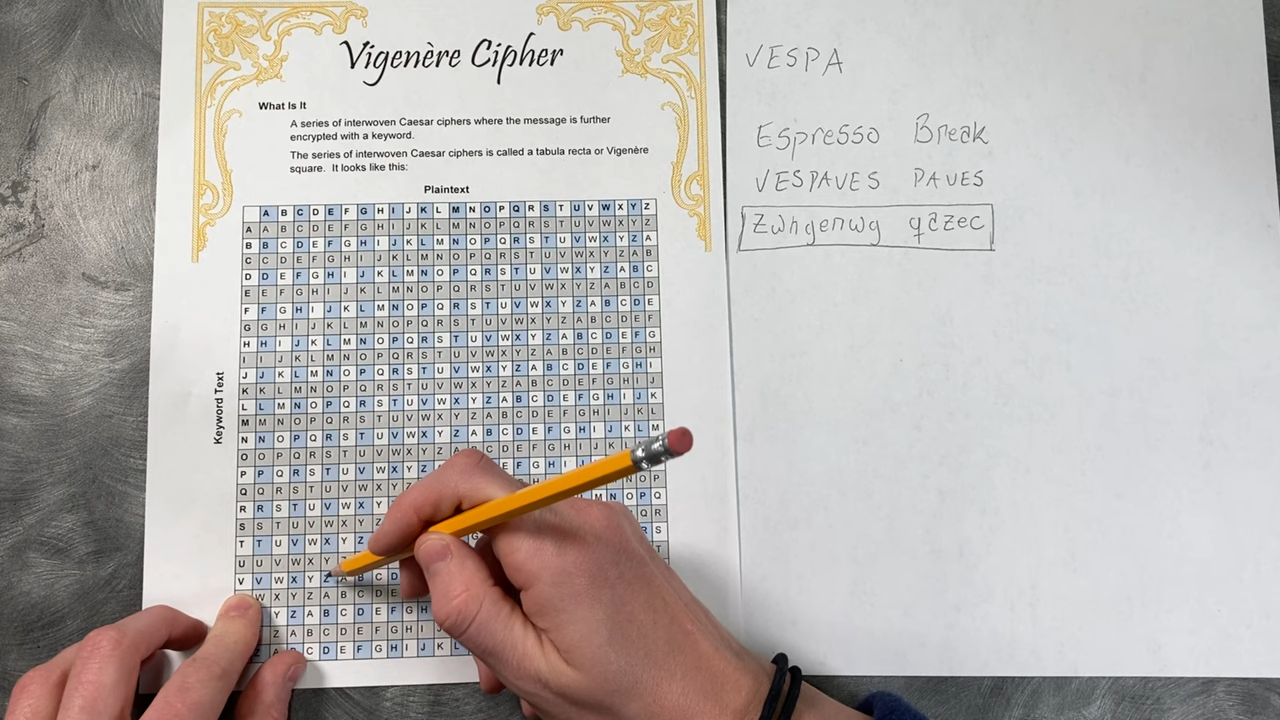 Vigenère Cipher
What Is It
A series of interwoven Caesar ciphers where the message is further
encrypted with a keyword.
The series of interwoven Caesar ciphers is called a tabula recta or Vigenère
square. It looks like this:
Plaintext
Keyword Text
A B C D E F G H I J K L M N O P Q R S T U V W X Y Z
A A B C D E F G H I J K L M N O P Q R S T U V W X Y Z
B B C D E F G H I J K L M N O P Q R S T U V W X Y Z A
C C D E F G H I J K L M N O P Q R S T U V W X Y Z A B
D D E F G H I J K L M N O P Q R S T U V W X Y Z A B C
E E F G H I J K L M N O P Q R S T U V W X Y Z A B C D
F F G H I J K L M N O P Q R S T U V W X Y Z A B C D E
G G H I J K L M N O P Q R S T U V W X Y Z A B C D E F
H H I J K L M N O P Q R S T U V W X Y Z A B C D E F G
I I J K L M N O P Q R S T U V W X Y Z A B C D E F G H
J J K L M N O P Q R S T U V W X Y Z A B C D E F G H I
K K L M N O P Q R S T U V W X Y Z A B C D E F G H I J
L L M N O P Q R S T U V W X Y Z A B C D E F G H I J K
M M N O P Q R S T U V W X Y Z A B C D E F G H I J K L
N N O P Q R S T U V W X Y Z A B C D E F G H I J K L M
O O P Q R S T U V W X Y Z A B C D E F G H I J K L
P P Q R S T U V W X Y Z E F G H I J
Q Q R S T U V W X Y Z H N O P
R R S T U V W X Y M N O P Q
S S T U V W X Y Z Q R
T T U V W X Y Z R S
U U V W X Y T
V V W X Y Z A B C D
W X Y Z A B C D E
Y Z A B C D E F G H
Z A B C D E F G H I J
A B C D E F G H I J K L
VESPA
Espresso Break
VESPAVES PAVES
Zwhgenwg qrzec